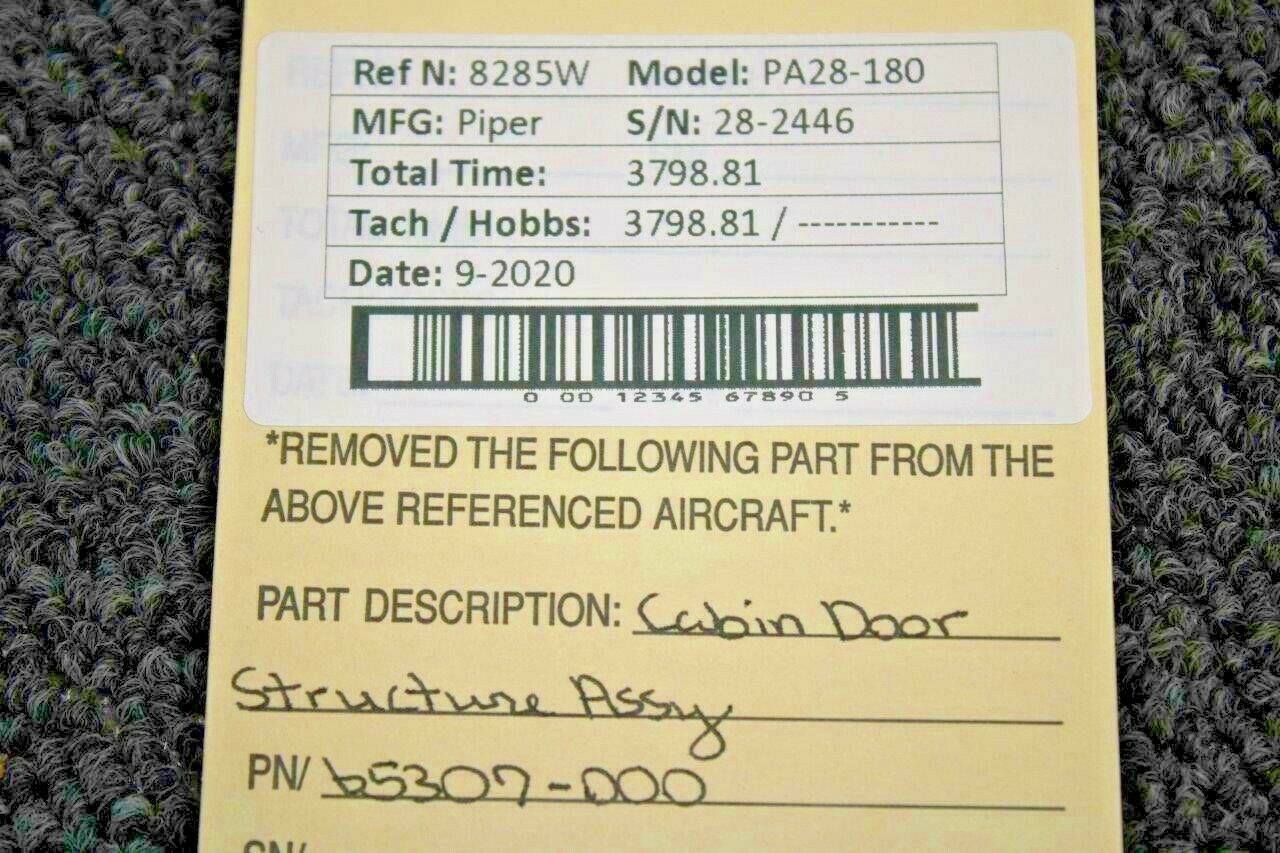 Ref N: 8285W Model: PA28-180
MFG: Piper S/N: 28-2446
Total Time: 3798.81
Tach / Hobbs: 3798.81 / -----------
Date: 9-2020
0 00 12345 67890 5
*REMOVED THE FOLLOWING PART FROM THE
ABOVE REFERENCED AIRCRAFT.*
PART DESCRIPTION: Cabin Door
Structure Assy
PN/ 65307-000
SN/